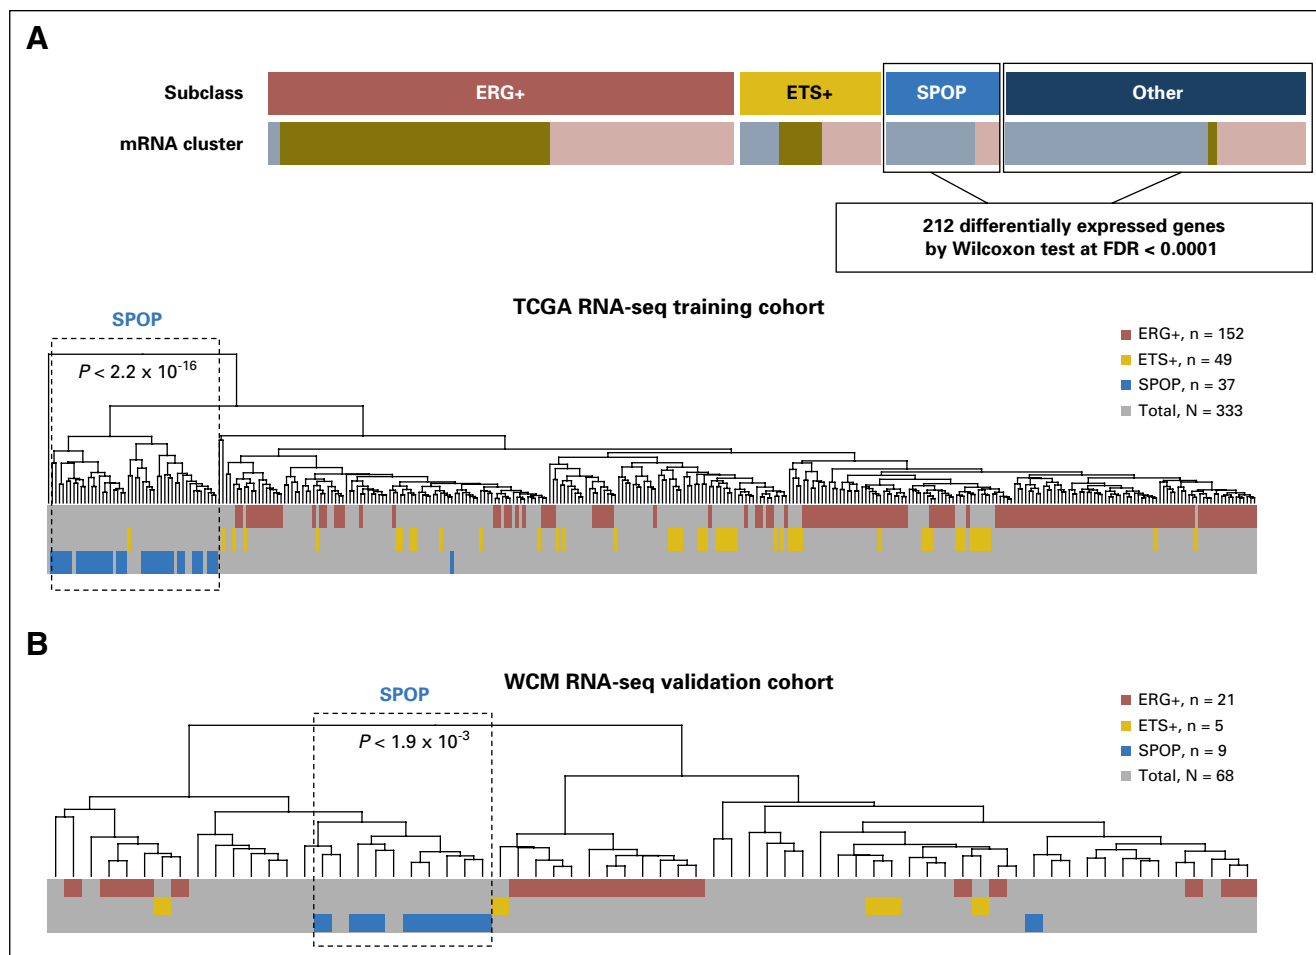 A
Subclass
ERG+
ETS+
SPOP
Other
mRNA cluster
212 differentially expressed genes
by Wilcoxon test at FDR < 0.0001
TCGA RNA-seq training cohort
SPOP
P < 2.2 x 10-16
ERG+, n = 152
ETS+, n = 49
SPOP, n = 37
Total, N = 333
B
WCM RNA-seq validation cohort
SPOP
P < 1.9 x 10-3
ERG+, n = 21
ETS+, n = 5
SPOP, n = 9
Total, N = 68